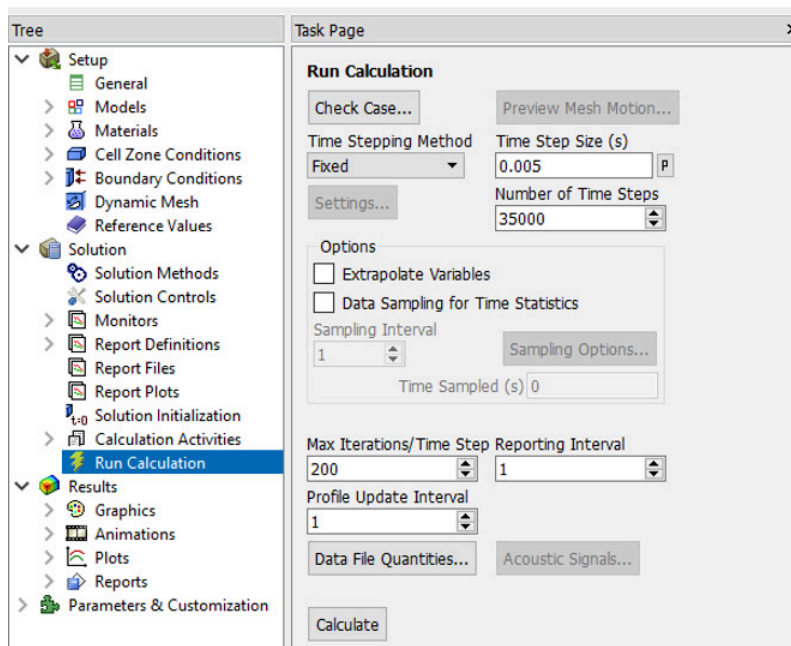 Tree
Setup
General
Models
Materials
Cell Zone Conditions
Boundary Conditions
Dynamic Mesh
Reference Values
Solution
Solution Methods
Solution Controls
Monitors
Report Definitions
Report Files
Report Plots
t=0 Solution Initialization
Calculation Activities
Run Calculation
Results
Graphics
Animations
Plots
Reports
Parameters & Customization
Task Page
Run Calculation
Check Case... Preview Mesh Motion...
Time Stepping Method Time Step Size (s)
Fixed 0.005 P
Settings... Number of Time Steps
35000
Options
Extrapolate Variables
Data Sampling for Time Statistics
Sampling Interval
1 Sampling Options...
Time Sampled (s) 0
Max Iterations/Time Step Reporting Interval
200 1
Profile Update Interval
1
Data File Quantities... Acoustic Signals...
Calculate